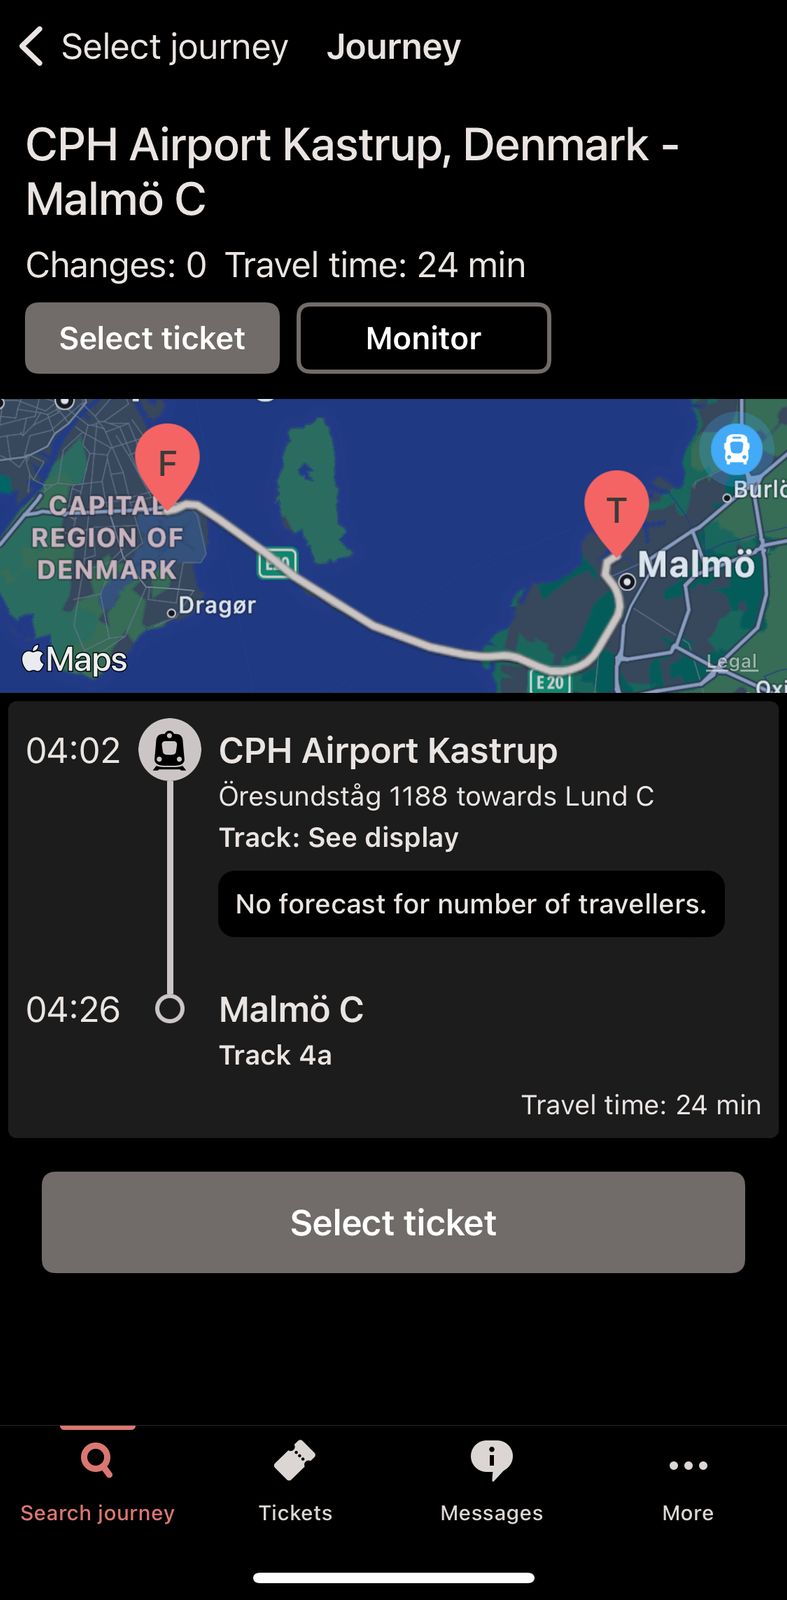 Select journey
Journey
CPH Airport Kastrup, Denmark -
Malmö C
Changes: 0 Travel time: 24 min
Select ticket
Monitor
F
T
CAPITAL
REGION OF
DENMARK
Burlö
E20
Malmö
Dragør
Maps
Legal
E20
Oxi
04:02
CPH Airport Kastrup
Öresundståg 1188 towards Lund C
Track: See display
No forecast for number of travellers.
04:26
Malmö C
Track 4a
Travel time: 24 min
Select ticket
Search journey
Tickets
Messages
More